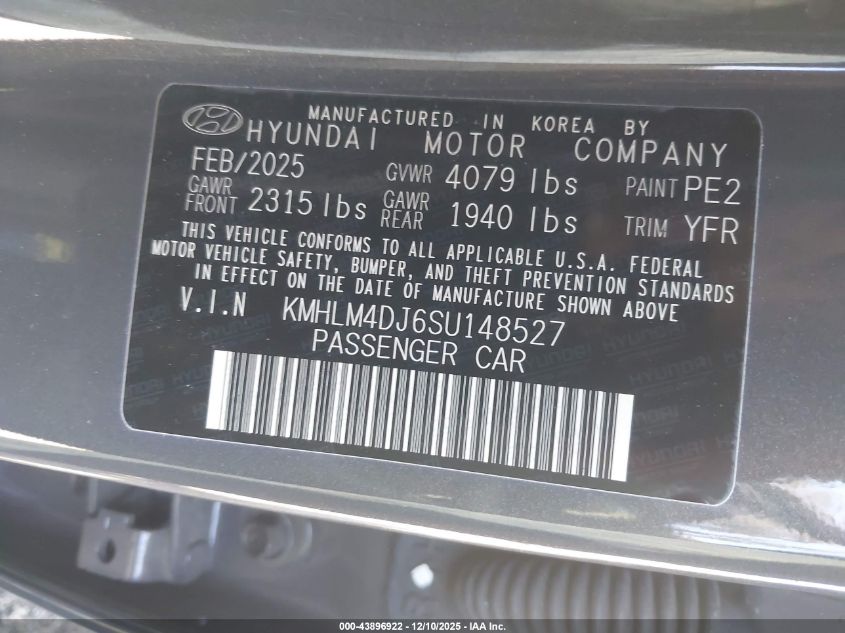 MANUFACTURED IN KOREA BY
HYUNDAI MOTOR COMPANY
FEB/2025 GVWR 4079 lbs PAINT PE2
GAWR FRONT 2315 lbs GAWR REAR 1940 lbs TRIM YFR
THIS VEHICLE CONFORMS TO ALL APPLICABLE U.S.A. FEDERAL
MOTOR VEHICLE SAFETY, BUMPER, AND THEFT PREVENTION STANDARDS
IN EFFECT ON THE DATE OF MANUFACTURE SHOWN ABOVE
V.I.N KMHLM4DJ6SU148527
PASSENGER CAR
000-43896922 - 12/10/2025 - IAA Inc.